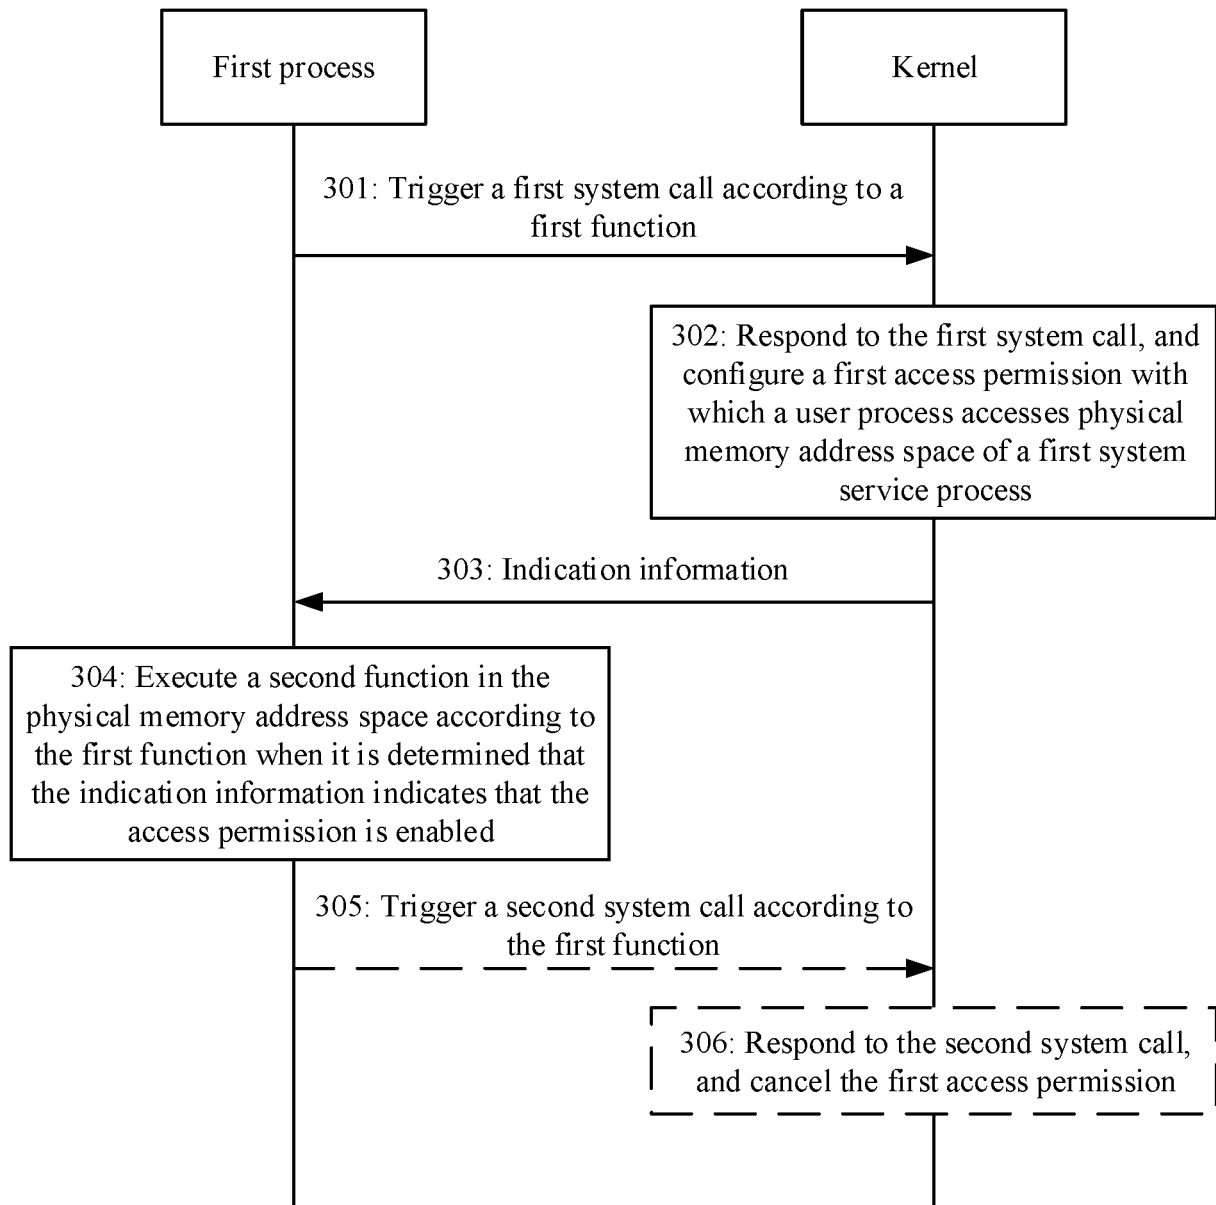 First process
Kernel
301: Trigger a first system call according to a
first function
302: Respond to the first system call, and
configure a first access permission with
which a user process accesses physical
memory address space of a first system
service process
303: Indication information
304: Execute a second function in the
physical memory address space according to
the first function when it is determined that
the indication information indicates that the
access permission is enabled
305: Trigger a second system call according to
the first function
306: Respond to the second system call,
and cancel the first access permission